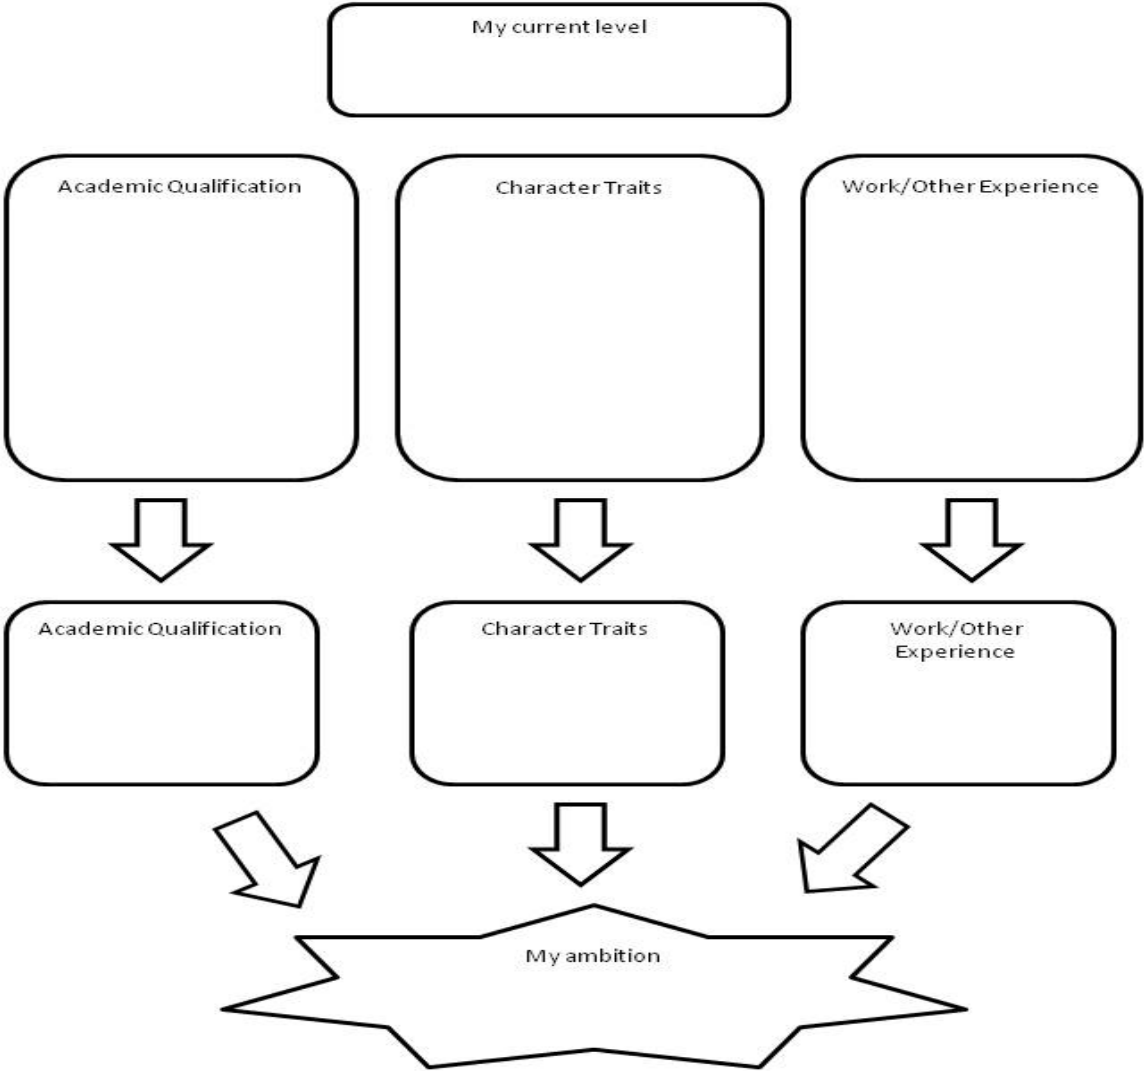 My current level
Academic Qualification
Character Traits
Work/Other Experience
Academic Qualification
Character Traits
Work/Other
Experience
My ambition